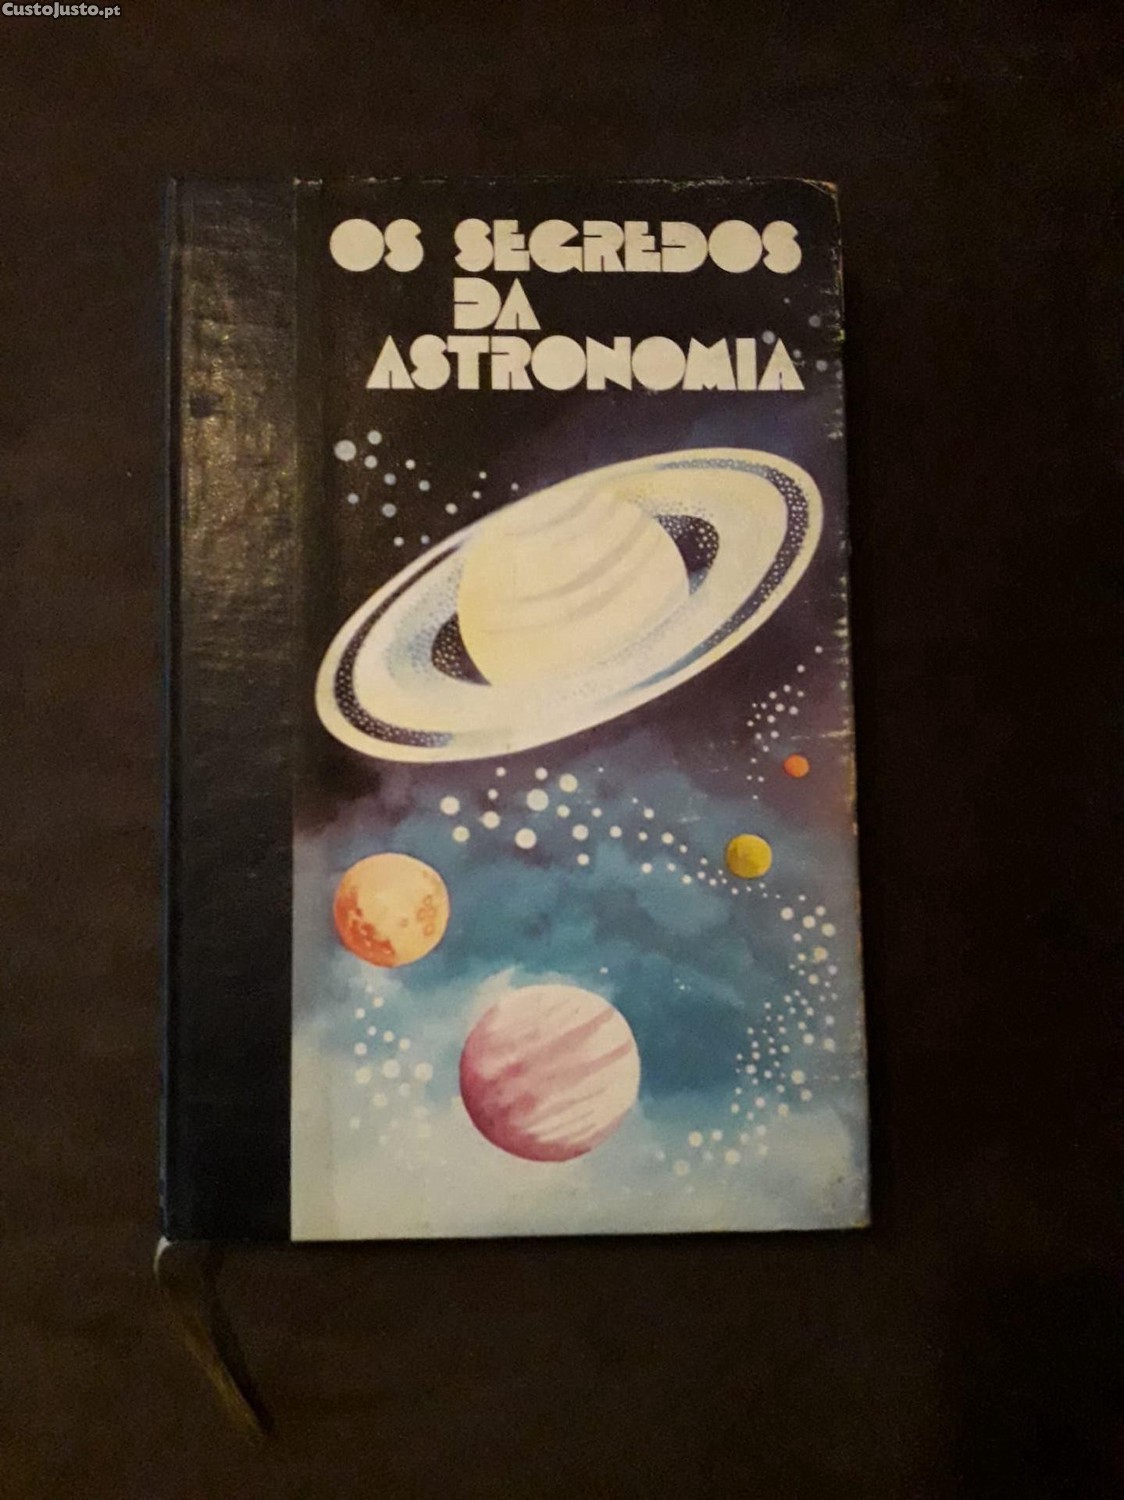 CustoJusto.pt
OS SEGREDOS
DA
ASTRONOMIA